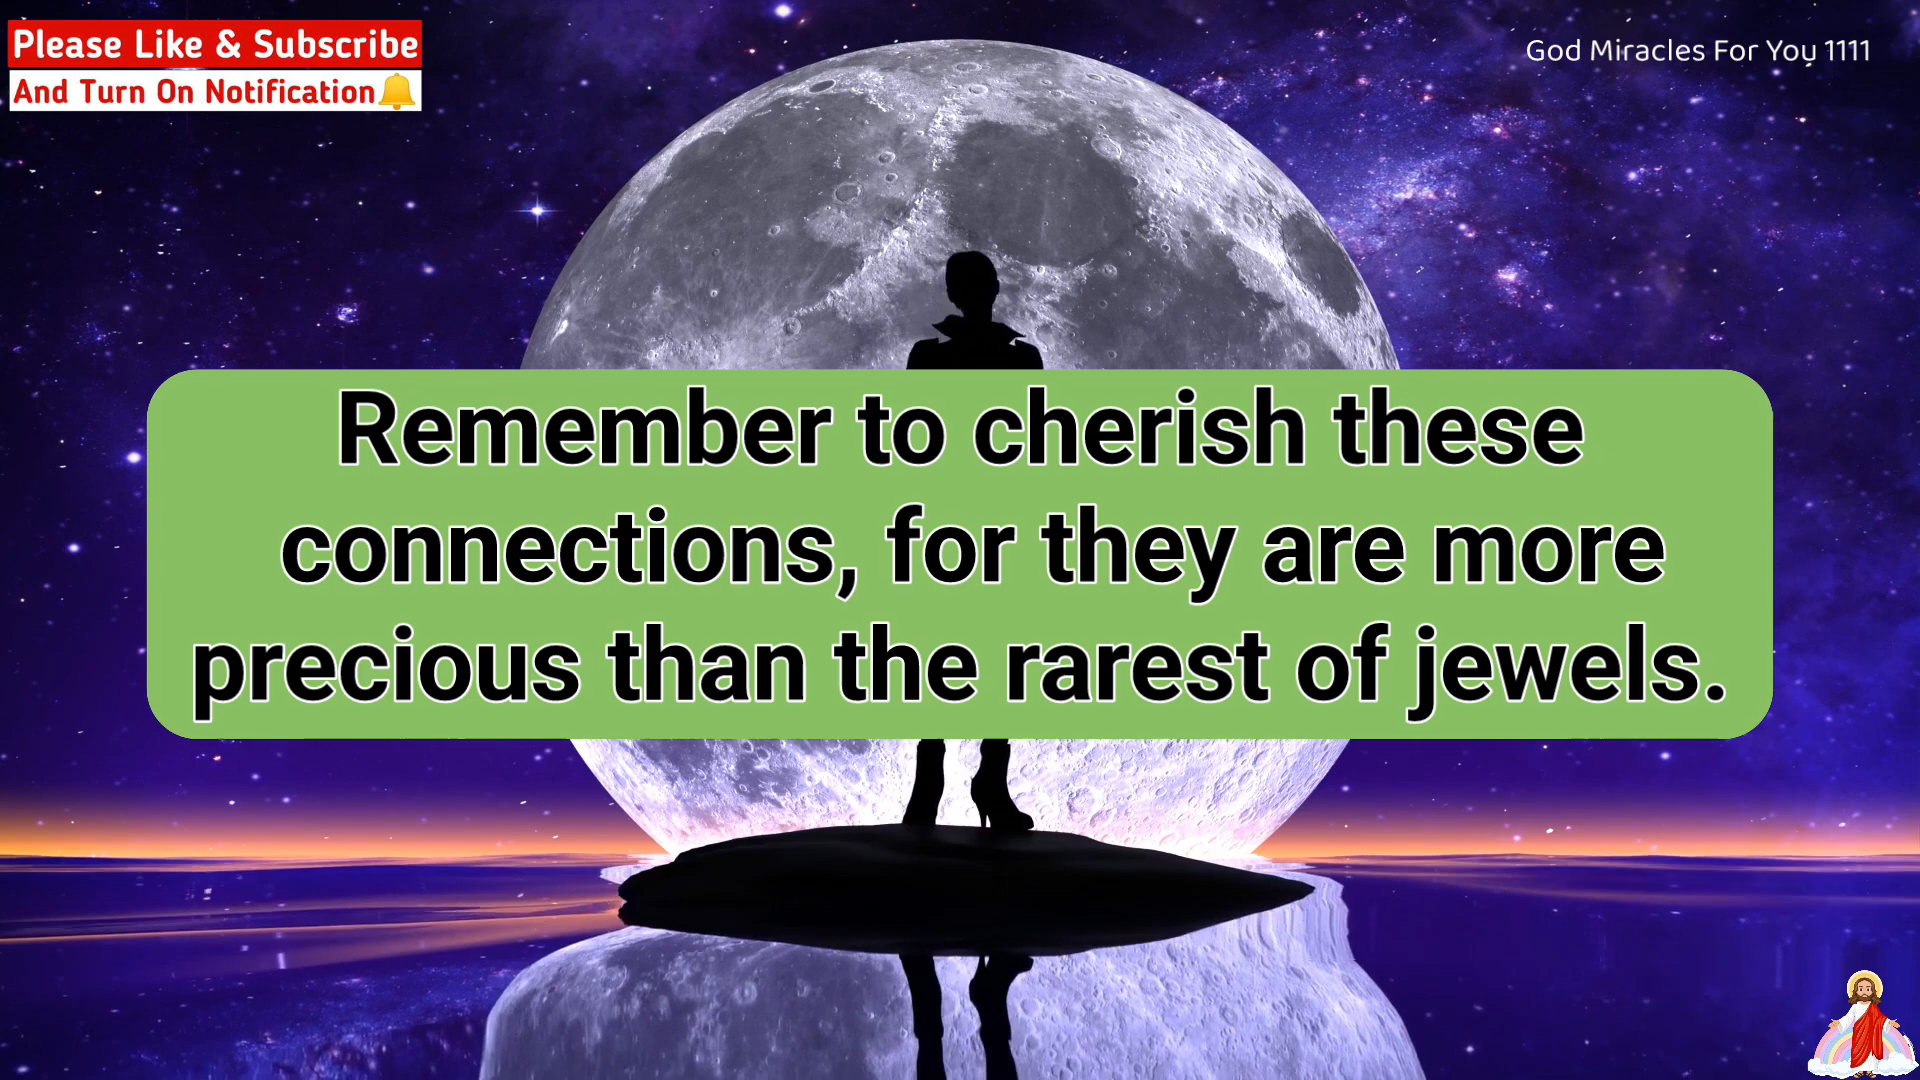 Please Like & Subscribe
And Turn On Notification
God Miracles For You 1111
Remember to cherish these
connections, for they are more
precious than the rarest of jewels.